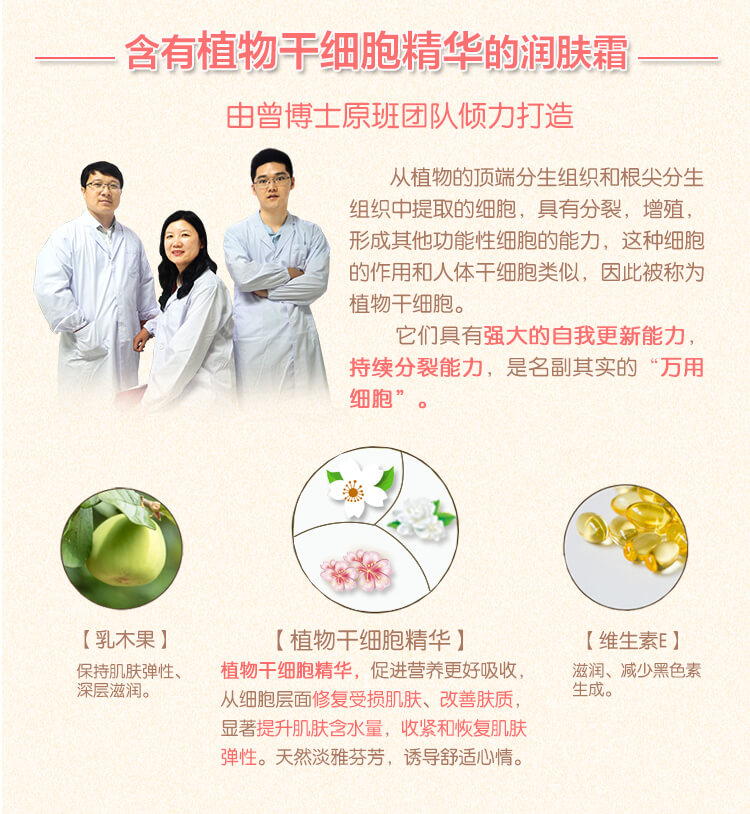 含有植物干细胞精华的润肤霜
由曾博士原班团队倾力打造
从植物的顶端分生组织和根尖分生
组织中提取的细胞，具有分裂，增殖，
形成其他功能性细胞的能力，这种细胞
的作用和人体干细胞类似，因此被称为
植物干细胞。
它们具有强大的自我更新能力，
持续分裂能力，是名副其实的“万用
细胞”。
【乳木果】
保持肌肤弹性、
深层滋润。
【植物干细胞精华】
植物干细胞精华，促进营养更好吸收，
从细胞层面修复受损肌肤、改善肤质，
显著提升肌肤含水量，收紧和恢复肌肤
弹性。天然淡雅芬芳，诱导舒适心情。
【维生素E】
滋润、减少黑色素
生成。